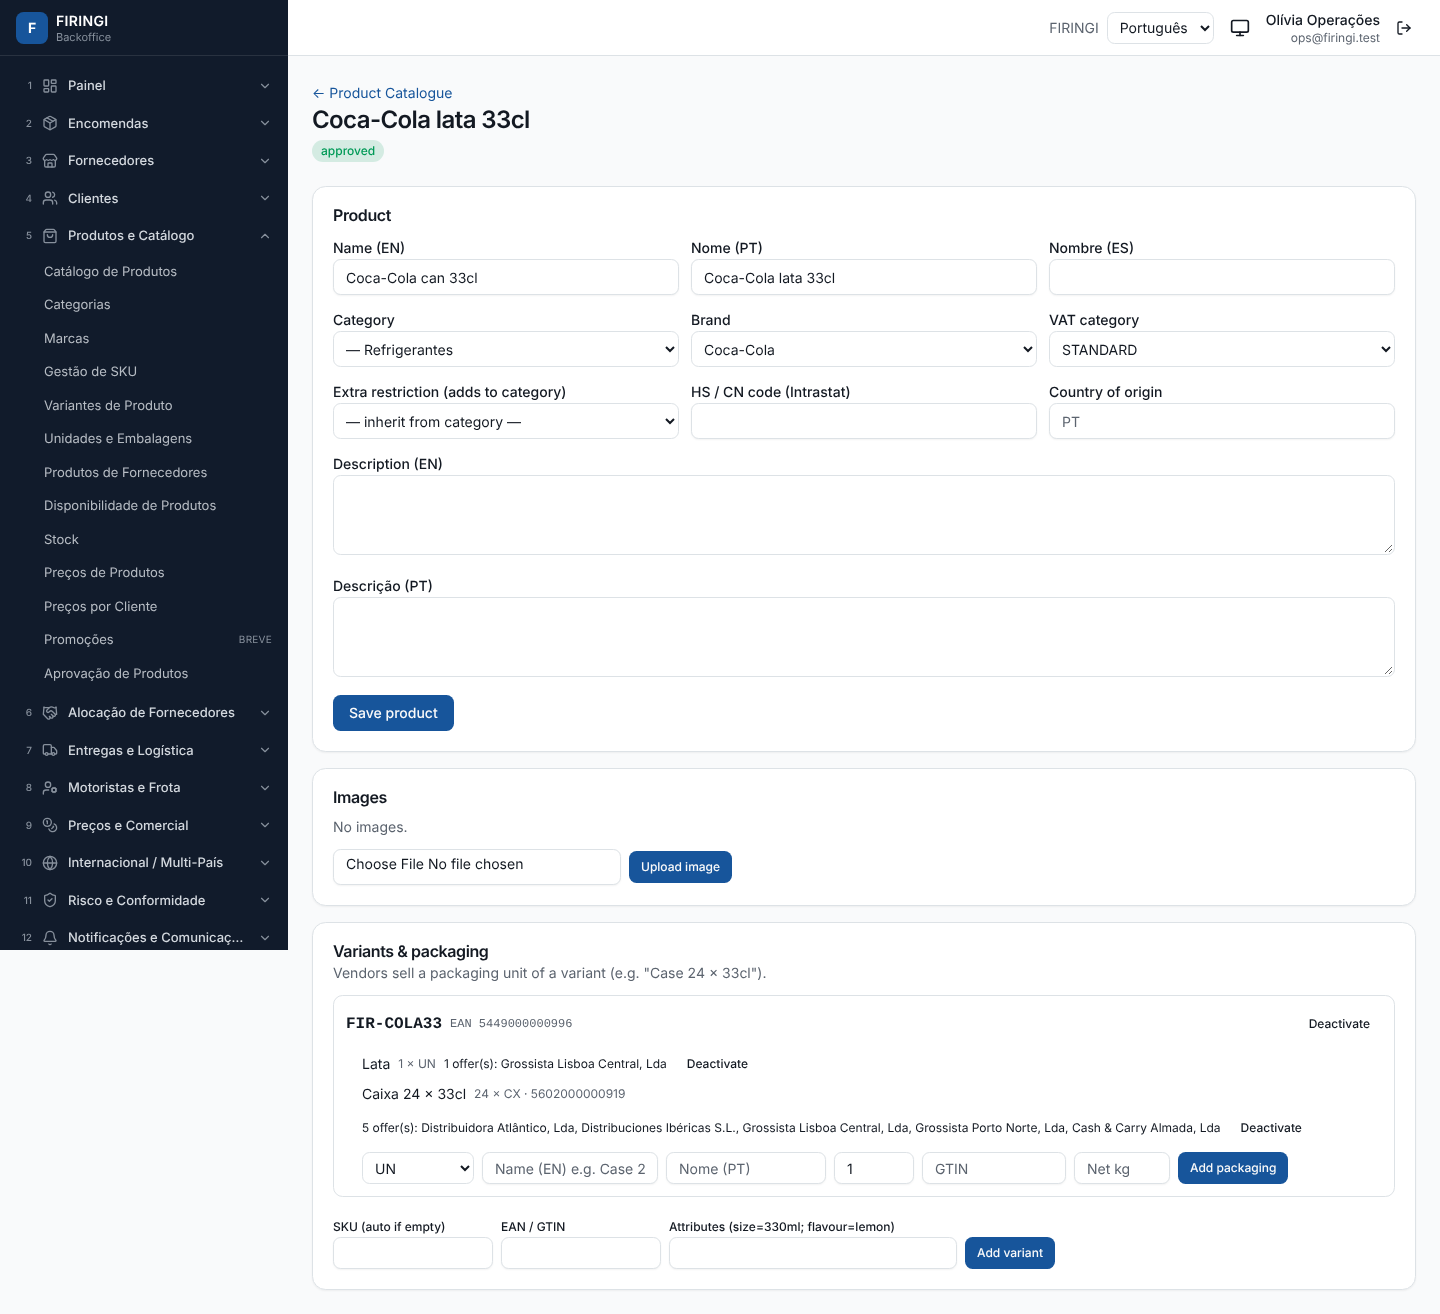 F FIRINGI
Backoffice
FIRINGI Português Olívia Operações
ops@firingi.test
1 Painel
2 Encomendas
3 Fornecedores
4 Clientes
5 Produtos e Catálogo
Catálogo de Produtos
Categorias
Marcas
Gestão de SKU
Variantes de Produto
Unidades e Embalagens
Produtos de Fornecedores
Disponibilidade de Produtos
Stock
Preços de Produtos
Preços por Cliente
Promoções BREVE
Aprovação de Produtos
6 Alocação de Fornecedores
7 Entregas e Logística
8 Motoristas e Frota
9 Preços e Comercial
10 Internacional / Multi-País
11 Risco e Conformidade
12 Notificações e Comunicaç...
← Product Catalogue
Coca-Cola lata 33cl
approved
Product
Name (EN) Nome (PT) Nombre (ES)
Coca-Cola can 33cl Coca-Cola lata 33cl
Category Brand VAT category
— Refrigerantes Coca-Cola STANDARD
Extra restriction (adds to category) HS / CN code (Intrastat) Country of origin
— inherit from category — PT
Description (EN)
Descrição (PT)
Save product
Images
No images.
Choose File No file chosen Upload image
Variants & packaging
Vendors sell a packaging unit of a variant (e.g. "Case 24 × 33cl").
FIR-COLA33 EAN 5449000000996 Deactivate
Lata 1 × UN 1 offer(s): Grossista Lisboa Central, Lda Deactivate
Caixa 24 × 33cl 24 × CX · 5602000000919
5 offer(s): Distribuidora Atlântico, Lda, Distribuciones Ibéricas S.L., Grossista Lisboa Central, Lda, Grossista Porto Norte, Lda, Cash & Carry Almada, Lda Deactivate
UN Name (EN) e.g. Case 2 Nome (PT) 1 GTIN Net kg Add packaging
SKU (auto if empty) EAN / GTIN Attributes (size=330ml; flavour=lemon)
Add variant